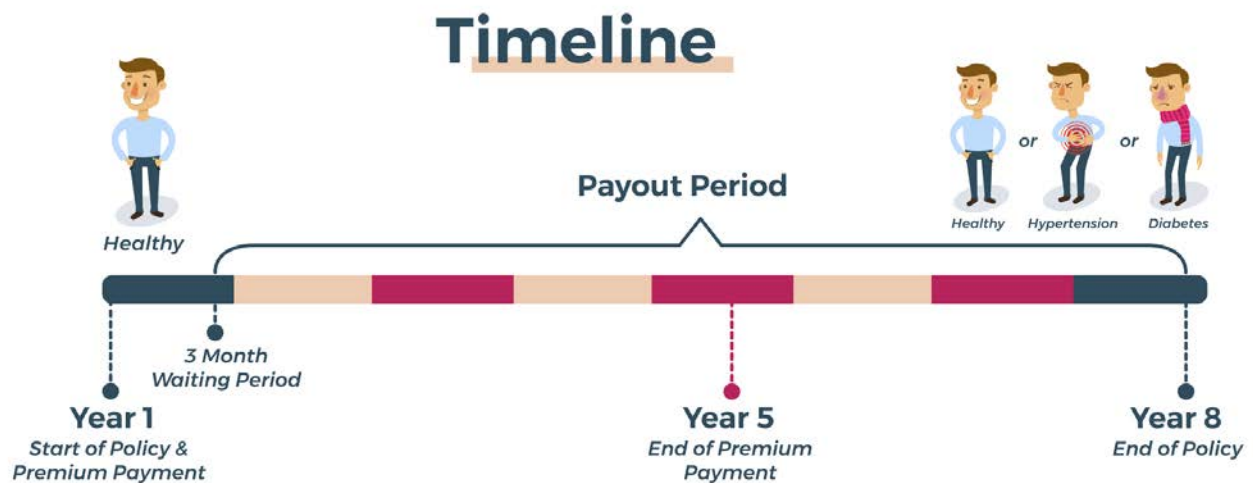 Timeline
Healthy
Payout Period
or
or
Healthy
Hypertension
Diabetes
3 Month
Waiting Period
Year 1
Start of Policy &
Premium Payment
Year 5
End of Premium
Payment
Year 8
End of Policy